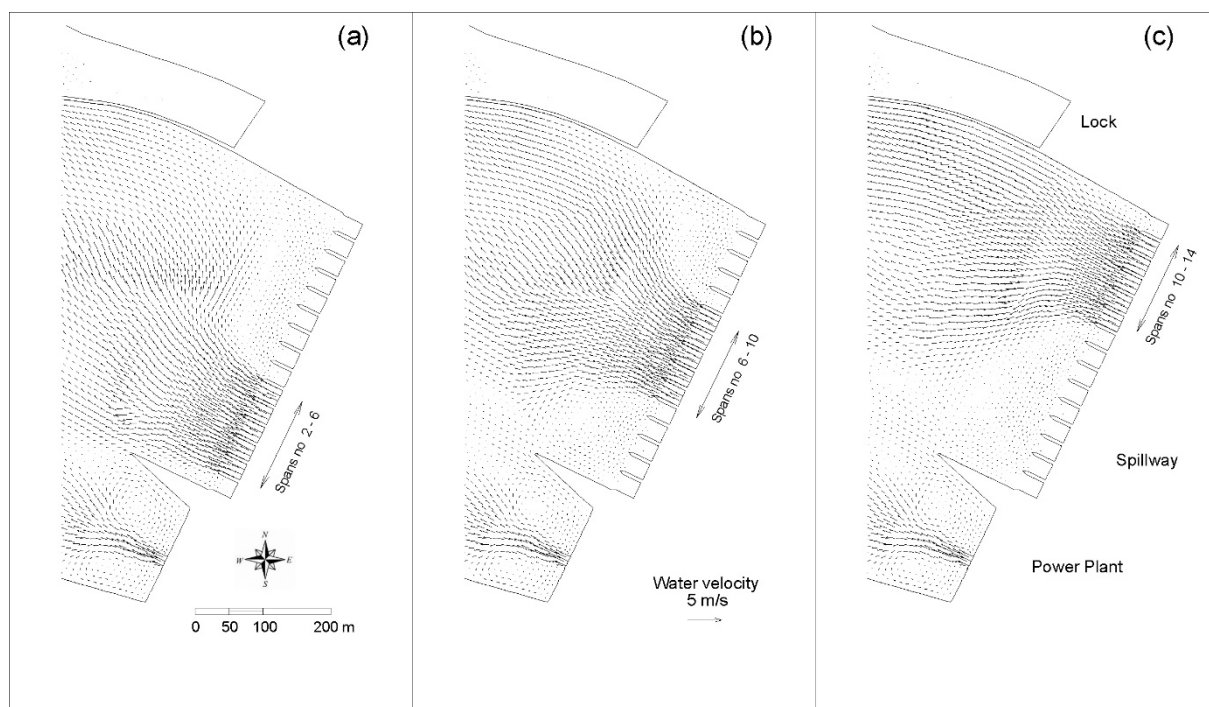 (a)
(b)
(c)
Lock
Spans no 2 - 6
Spans no 6 - 10
Spans no 10 - 14
Spillway
Power Plant
N
W E
S
0 50 100 200 m
Water velocity
5 m/s